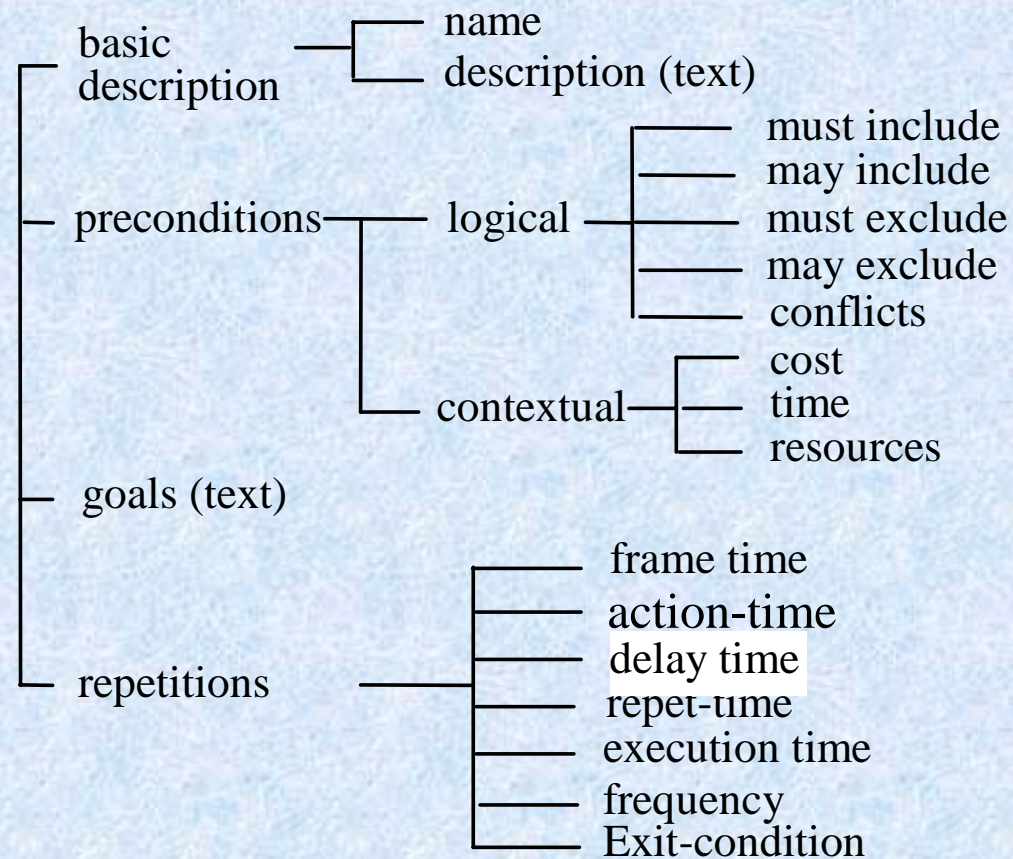 basic
description
name
description (text)
preconditions
logical
must include
may include
must exclude
may exclude
conflicts
contextual
cost
time
resources
goals (text)
repetitions
frame time
action-time
delay time
repet-time
execution time
frequency
Exit-condition